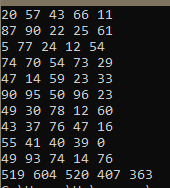 20 57 43 66 11
87 90 22 25 61
5 77 24 12 54
74 70 54 73 29
47 14 59 23 33
90 95 50 96 23
49 30 78 12 60
43 37 76 47 16
55 41 40 39 0
49 93 74 14 76
519 604 520 407 363